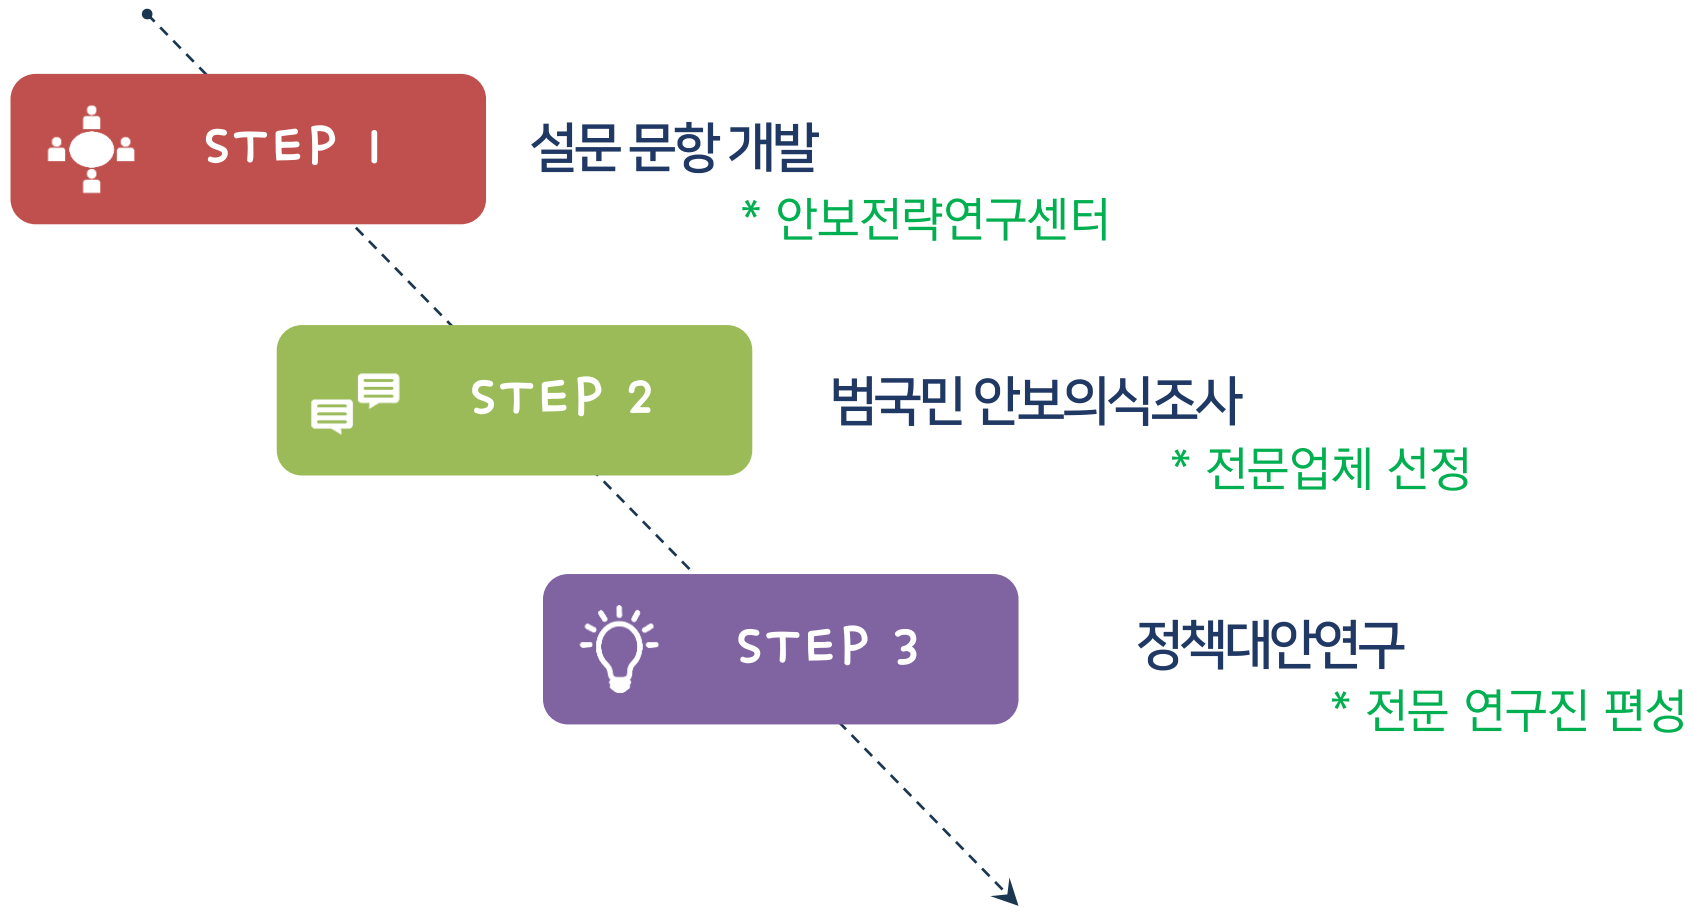 STEP 1
설문 문항 개발
* 안보전략연구센터
STEP 2
범국민 안보의식조사
* 전문업체 선정
STEP 3
정책대안연구
* 전문 연구진 편성